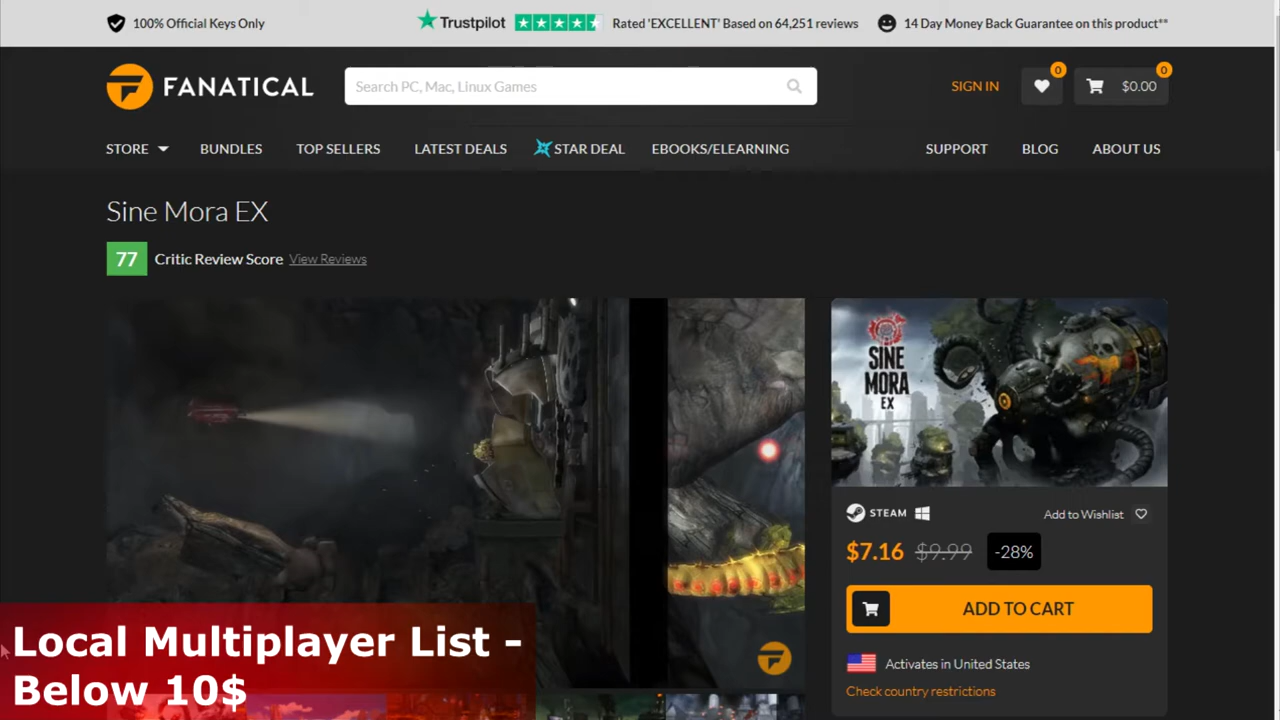 100% Official Keys Only
Trustpilot
Rated 'EXCELLENT' Based on 64,251 reviews
14 Day Money Back Guarantee on this product**
FANATICAL
Search PC, Mac, Linux Games
SIGN IN
0
0
$0.00
STORE
BUNDLES
TOP SELLERS
LATEST DEALS
STAR DEAL
EBOOKS/ELEARNING
SUPPORT
BLOG
ABOUT US
Sine Mora EX
77
Critic Review Score
View Reviews
SINE
MORA
EX
STEAM
Add to Wishlist
$7.16
$9.99
-28%
ADD TO CART
Activates in United States
Check country restrictions
Local Multiplayer List -
Below 10$